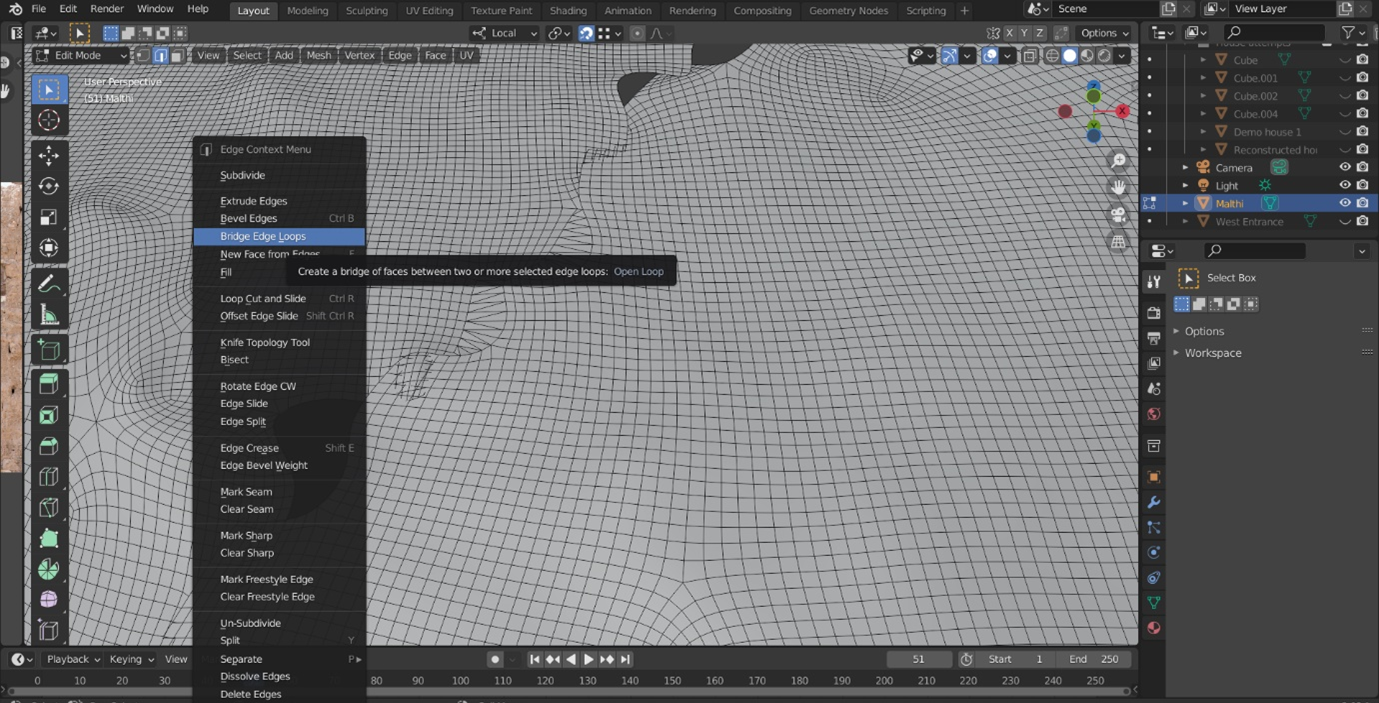 File Edit Render Window Help Layout Modeling Sculpting UV Editing Texture Paint Shading Animation Rendering Compositing Geometry Nodes Scripting + Scene View Layer
Local X Y Z Options
Edit Mode View Select Add Mesh Vertex Edge Face UV
User Perspective
(51) Malthi
Edge Context Menu
Subdivide
Extrude Edges
Bevel Edges Ctrl B
Bridge Edge Loops
New Face from Edges F
Fill
Create a bridge of faces between two or more selected edge loops: Open Loop
Loop Cut and Slide Ctrl R
Offset Edge Slide Shift Ctrl R
Knife Topology Tool
Bisect
Rotate Edge CW
Edge Slide
Edge Split
Edge Crease Shift E
Edge Bevel Weight
Mark Seam
Clear Seam
Mark Sharp
Clear Sharp
Mark Freestyle Edge
Clear Freestyle Edge
Un-Subdivide
Split Y
Separate P
Dissolve Edges
Delete Edges
X
Y
Cube
Cube.001
Cube.002
Cube.004
Demo house 1
Reconstructed hou
Camera
Light
Malthi
West Entrance
Select Box
Options
Workspace
Playback Keying View 51 Start 1 End 250
0 10 20 30 80 90 100 110 120 130 140 150 160 170 180 190 200 210 220 230 240 250